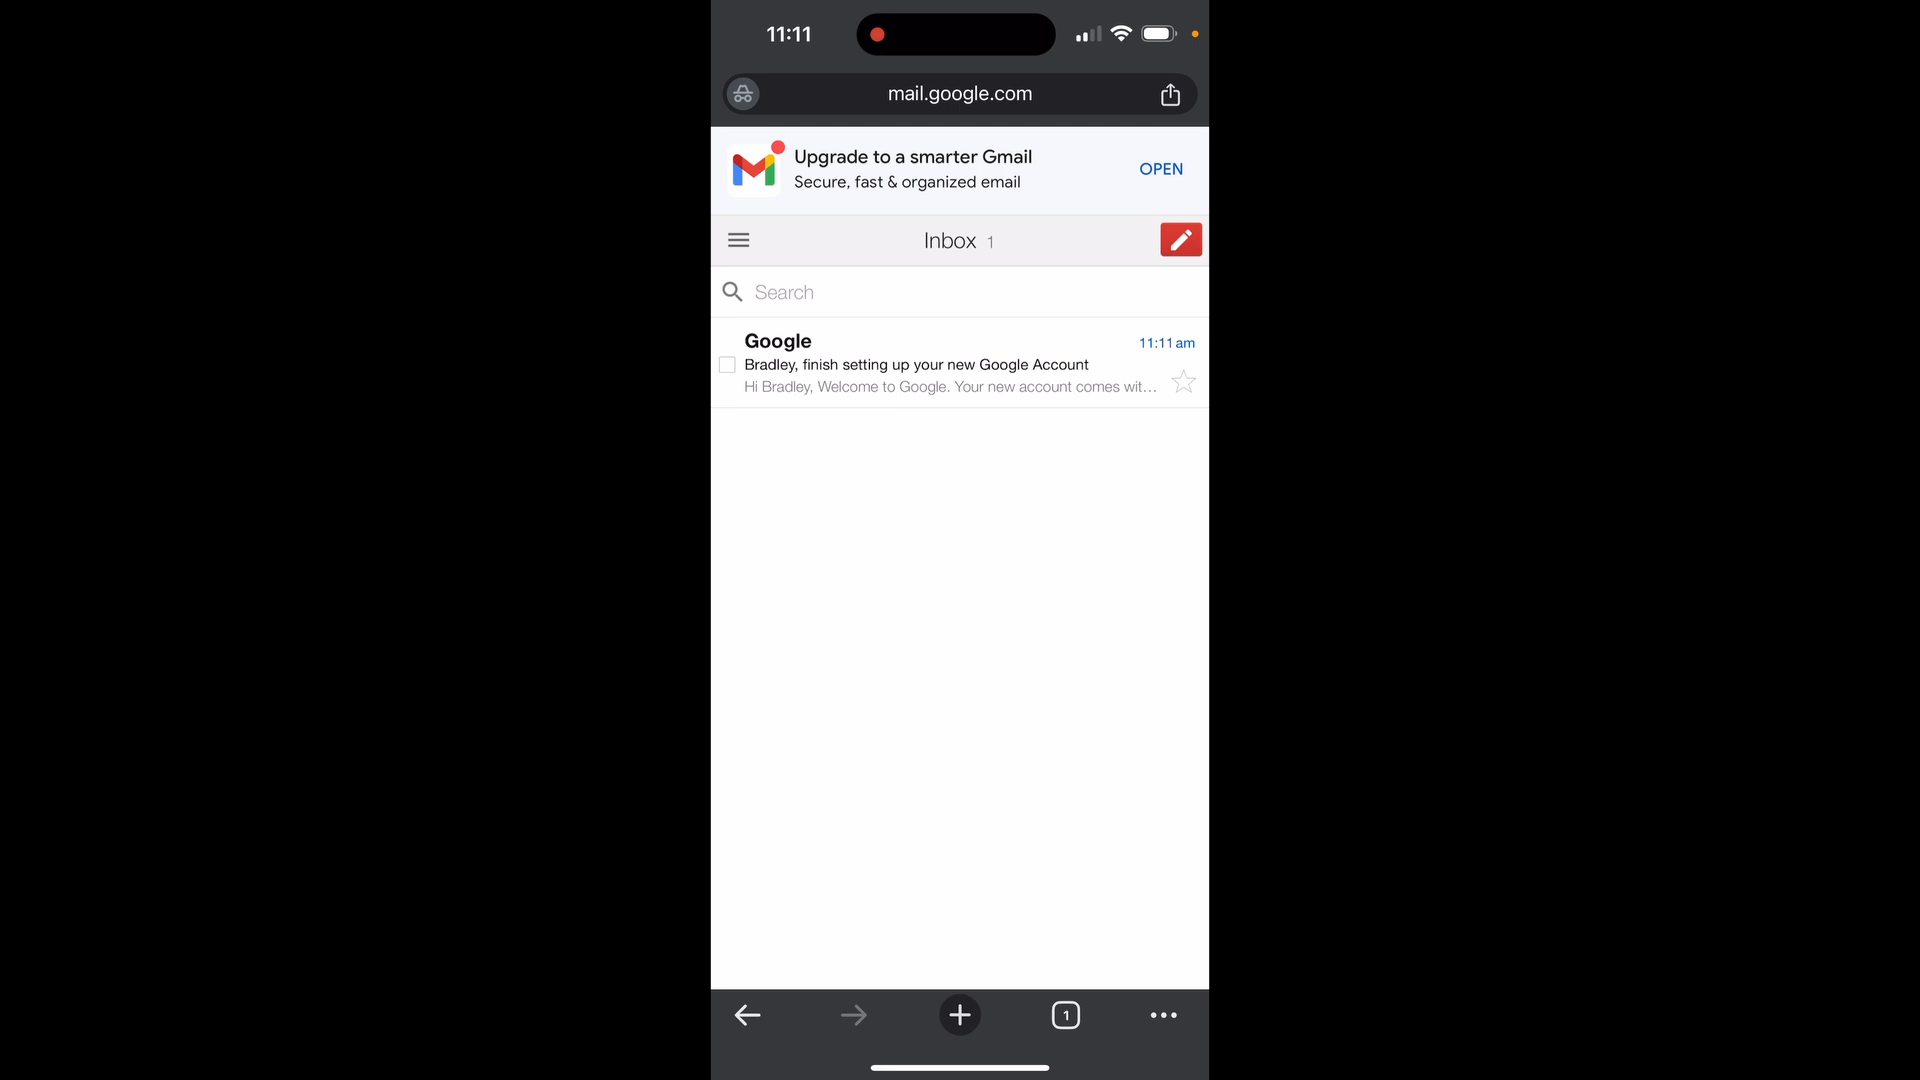 11:11
mail.google.com
Upgrade to a smarter Gmail
Secure, fast & organized email
OPEN
Inbox 1
Search
Google
11:11 am
Bradley, finish setting up your new Google Account
Hi Bradley, Welcome to Google. Your new account comes wit...
1